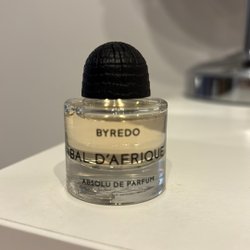 BYREDO
BAL D'AFRIQUE
ABSOLU DE PARFUM